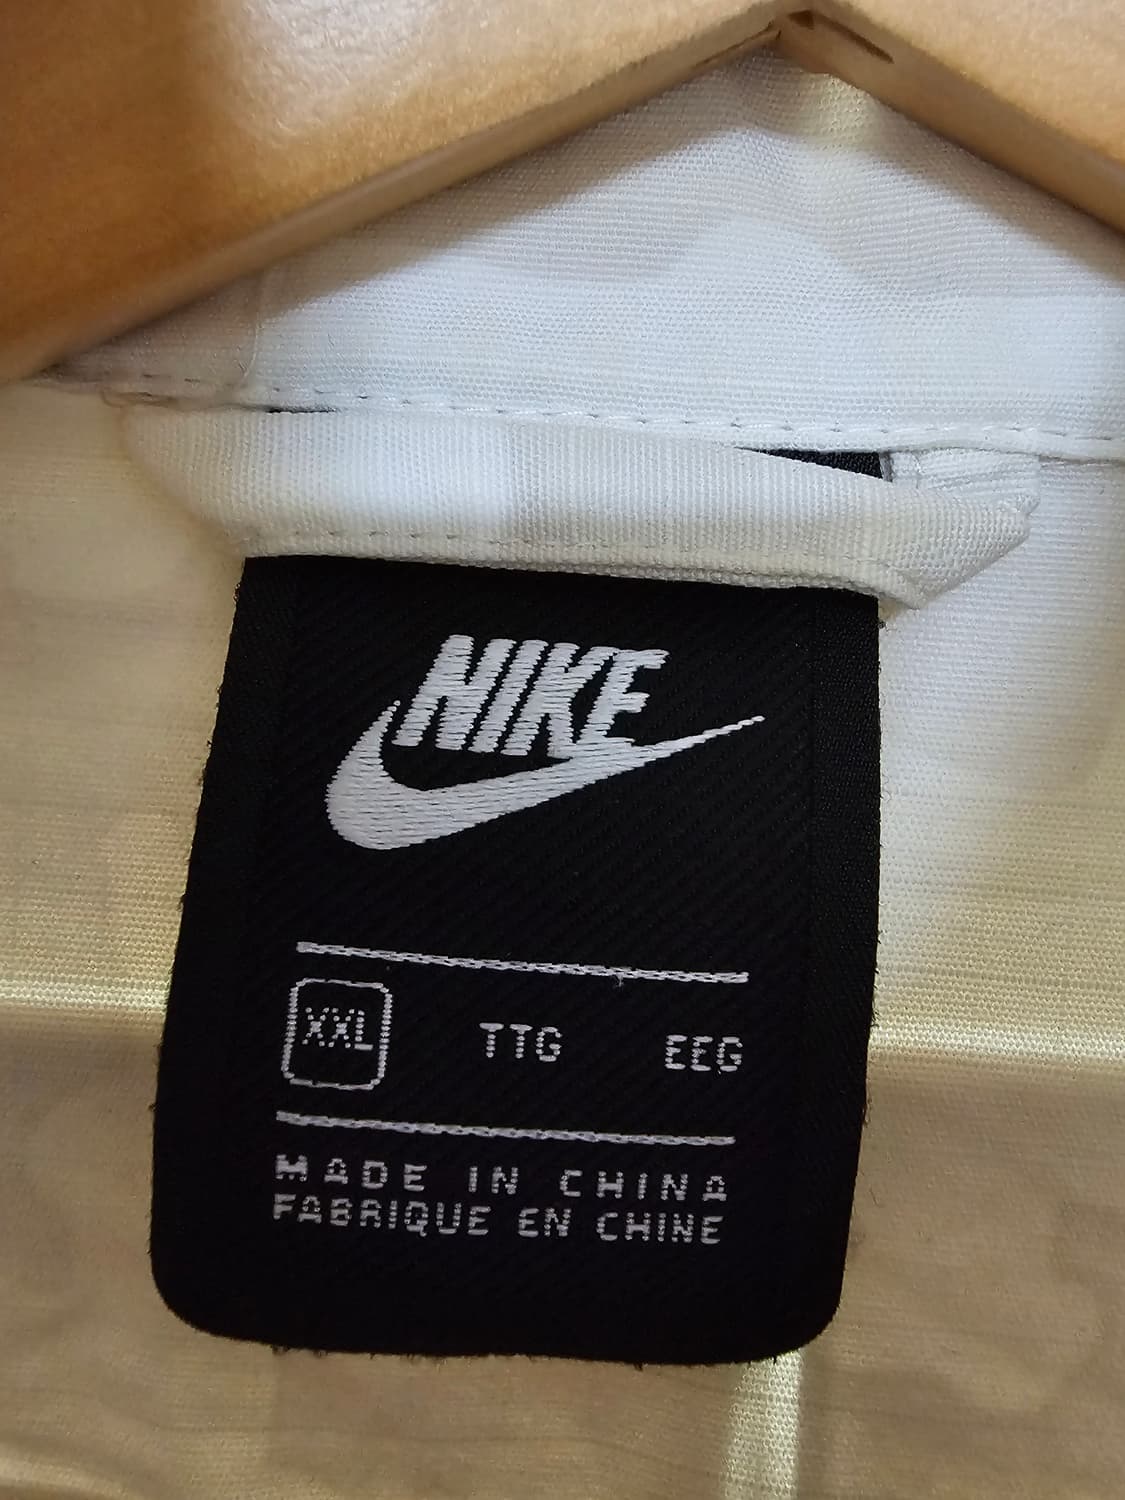 NIKE
XXL TTG EEG
MADE IN CHINA
FABRIQUE EN CHINE